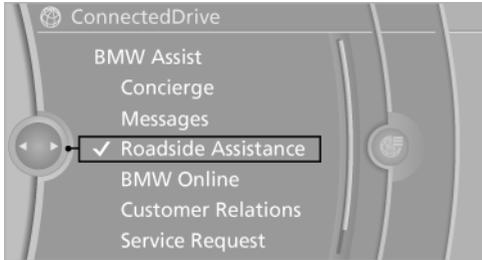 ConnectedDrive
BMW Assist
Concierge
Messages
Roadside Assistance
BMW Online
Customer Relations
Service Request